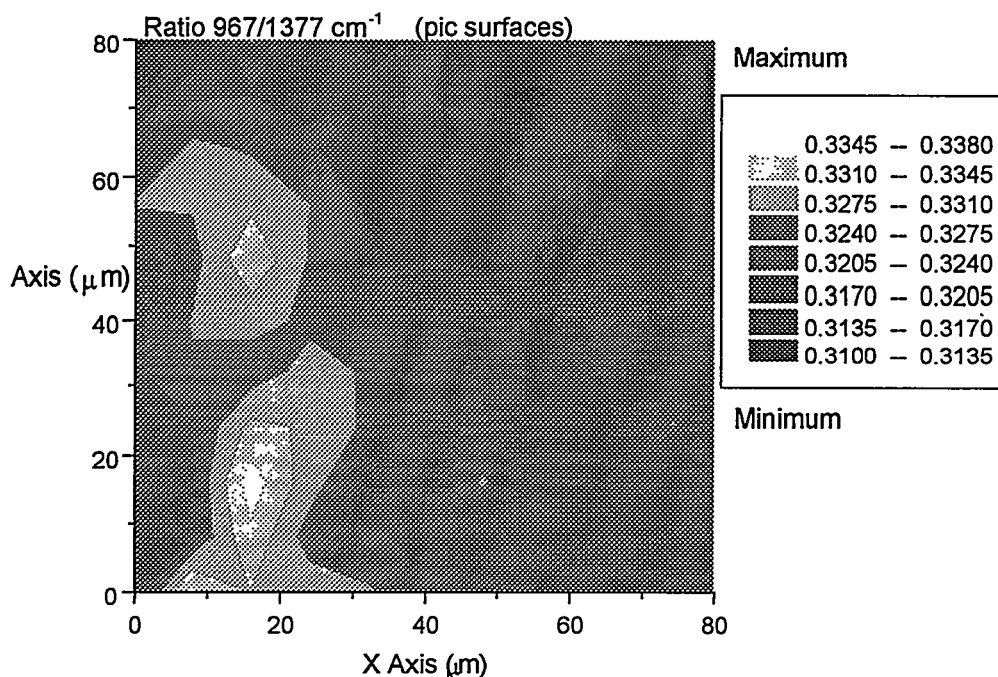 Ratio 967/1377 cm-1 (pic surfaces)
80
60
40
20
0
Axis (μm)
0 20 40 60 80
X Axis (μm)
Maximum
0.3345 – 0.3380
0.3310 – 0.3345
0.3275 – 0.3310
0.3240 – 0.3275
0.3205 – 0.3240
0.3170 – 0.3205
0.3135 – 0.3170
0.3100 – 0.3135
Minimum